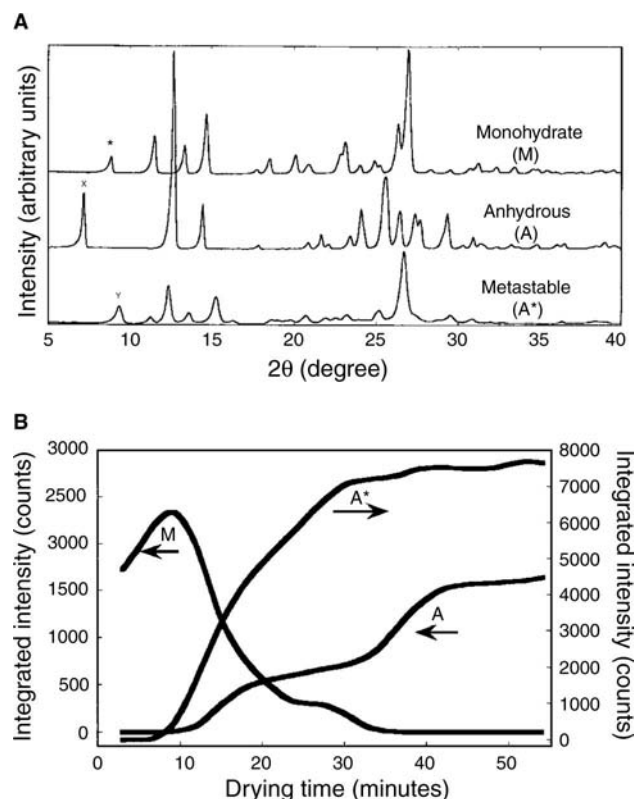 A
Intensity (arbitrary units)
*
Monohydrate
(M)
X
Anhydrous
(A)
Y
Metastable
(A*)
5 10 15 20 25 30 35 40
2θ (degree)
B
Integrated intensity (counts)
3000
2500
3000
1500
1000
500
0
M
A*
A
8000
7000
6000
5000
4000
3000
2000
1000
0
Integrated intensity (counts)
0 10 20 30 40 50
Drying time (minutes)